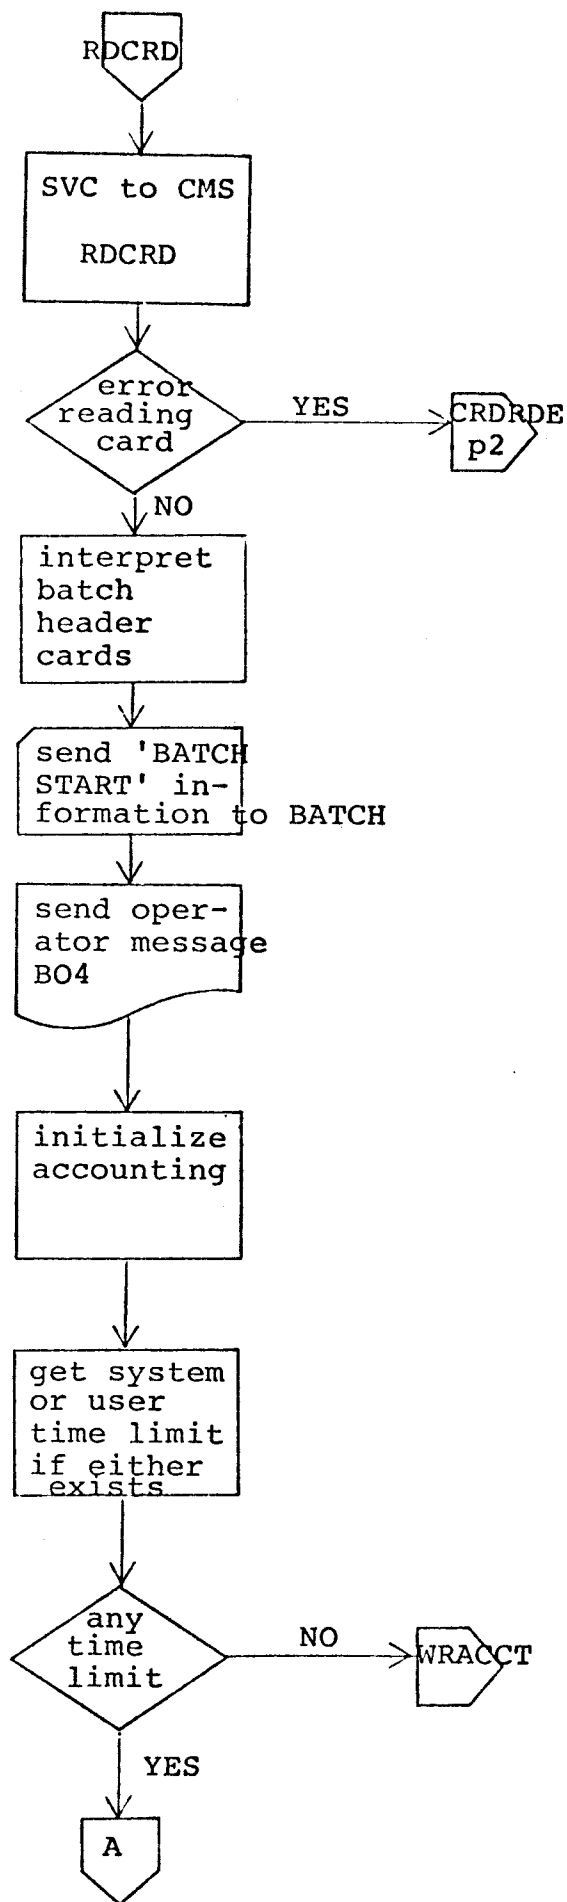 RDCRD
SVC to CMS
RDCRD
error
reading
card
YES
CRDRDE
p2
NO
interpret
batch
header
cards
send 'BATCH
START' in-
formation to BATCH
send oper-
ator message
BO4
initialize
accounting
get system
or user
time limit
if either
exists
any
time
limit
NO
WRACCT
YES
A